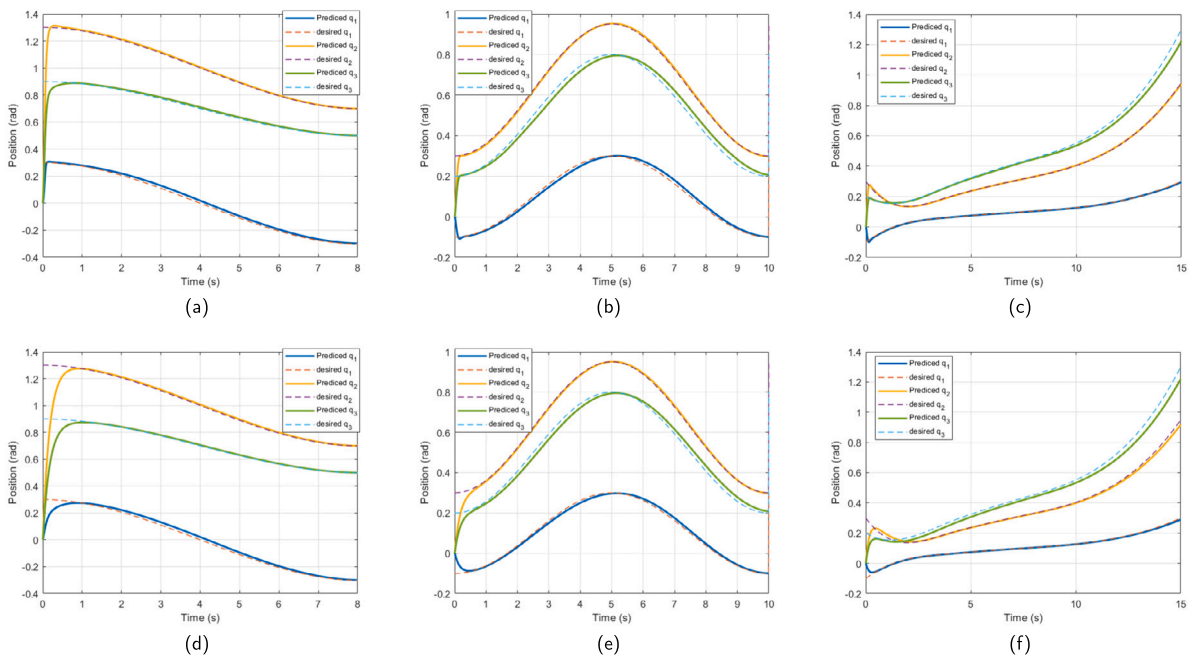 1.4
1.2
1
0.8
0.6
0.4
0.2
0
-0.2
-0.4
Position (rad)
0 1 2 3 4 5 6 7 8
Time (s)
Prediced q1
desired q1
Prediced q2
desired q2
Prediced q3
desired q3
(a)
1
0.8
0.6
0.4
0.2
0
-0.2
Position (rad)
0 1 2 3 4 5 6 7 8 9 10
Time (s)
Prediced q1
desired q1
Prediced q2
desired q2
Prediced q3
desired q3
(b)
1.4
1.2
1
0.8
0.6
0.4
0.2
0
-0.2
Position (rad)
0 5 10 15
Time (s)
Prediced q1
desired q1
Prediced q2
desired q2
Prediced q3
desired q3
(c)
1.4
1.2
1
0.8
0.6
0.4
0.2
0
-0.2
-0.4
Position (rad)
0 1 2 3 4 5 6 7 8
Time (s)
Prediced q1
desired q1
Prediced q2
desired q2
Prediced q3
desired q3
(d)
1
0.8
0.6
0.4
0.2
0
-0.2
Position (rad)
0 1 2 3 4 5 6 7 8 9 10
Time (s)
Prediced q1
desired q1
Prediced q2
desired q2
Prediced q3
desired q3
(e)
1.4
1.2
1
0.8
0.6
0.4
0.2
0
-0.2
Position (rad)
0 5 10 15
Time (s)
Prediced q1
desired q1
Prediced q2
desired q2
Prediced q3
desired q3
(f)